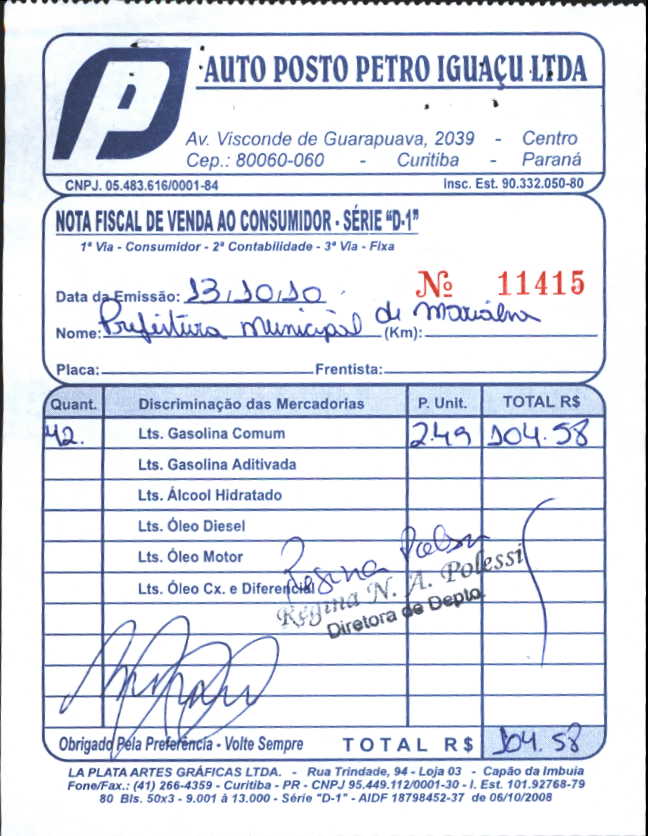 P
AUTO POSTO PETRO IGUAÇU LTDA
Av. Visconde de Guarapuava, 2039 - Centro
Cep.: 80060-060 - Curitiba - Paraná
CNPJ. 05.483.616/0001-84 Insc. Est. 90.332.050-80
NOTA FISCAL DE VENDA AO CONSUMIDOR - SÉRIE "D-1"
1ª Via - Consumidor - 2ª Contabilidade - 3ª Via - Fixa
Data da Emissão: 13/10/10 Nº 11415
Nome: Prefeitura Municipal de Marialva (Km):
Placa: Frentista:
Quant. Discriminação das Mercadorias P. Unit. TOTAL R$
42. Lts. Gasolina Comum 2.49 104.58
Lts. Gasolina Aditivada
Lts. Álcool Hidratado
Lts. Óleo Diesel
Lts. Óleo Motor
Lts. Óleo Cx. e Diferencial
Regina
Regina N. A. Polessi
Diretora de Depto.
Obrigado Pela Preferência - Volte Sempre TOTAL R$ 104.58
LA PLATA ARTES GRÁFICAS LTDA. - Rua Trindade, 94 - Loja 03 - Capão da Imbuia
Fone/Fax.: (41) 266-4359 - Curitiba - PR - CNPJ 95.449.112/0001-30 - I. Est. 101.92768-79
80 Bls. 50x3 - 9.001 à 13.000 - Série "D-1" - AIDF 18798452-37 de 06/10/2008